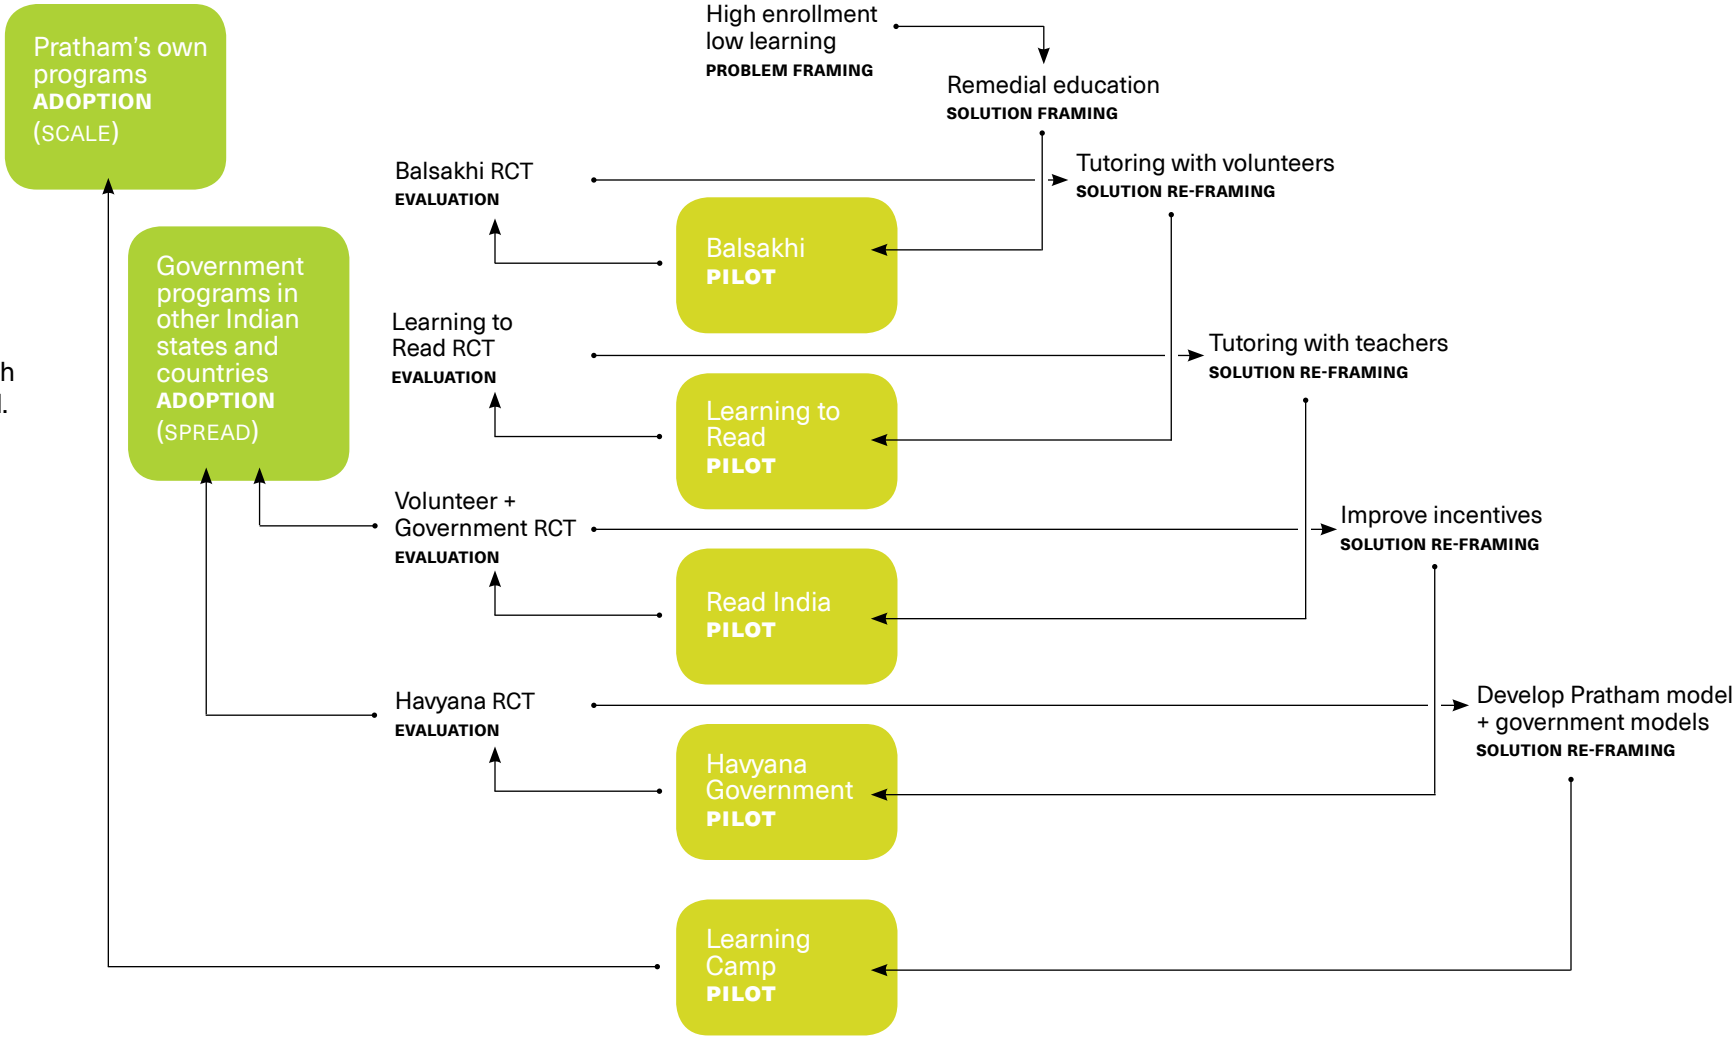 Pratham's own
programs
ADOPTION
(SCALE)
Government
programs in
other Indian
states and
countries
ADOPTION
(SPREAD)
High enrollment
low learning
PROBLEM FRAMING
Remedial education
SOLUTION FRAMING
Balsakhi RCT
EVALUATION
Tutoring with volunteers
SOLUTION RE-FRAMING
Balsakhi
PILOT
Learning to
Read RCT
EVALUATION
Tutoring with teachers
SOLUTION RE-FRAMING
Learning to
Read
PILOT
Volunteer +
Government RCT
EVALUATION
Improve incentives
SOLUTION RE-FRAMING
Read India
PILOT
Havyana RCT
EVALUATION
Develop Pratham model
+ government models
SOLUTION RE-FRAMING
Havyana
Government
PILOT
Learning
Camp
PILOT